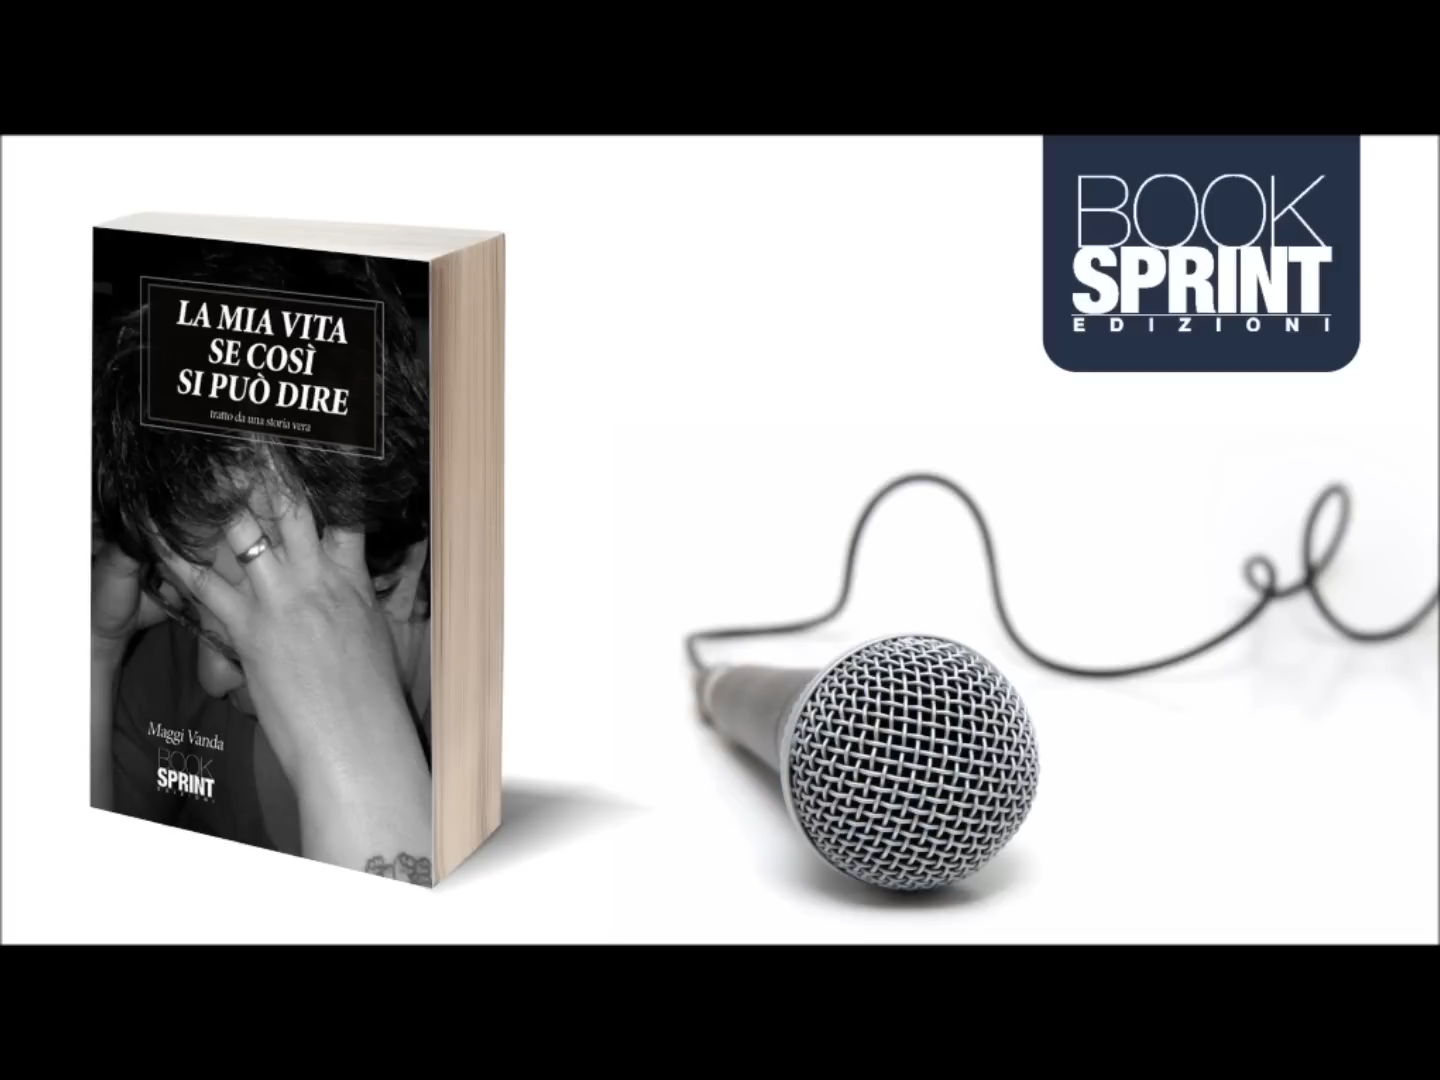 LA MIA VITA
SE COSÌ
SI PUÒ DIRE
tratto da una storia vera
Maggi Vanda
BOOK
SPRINT
EDIZIONI
BOOK
SPRINT
EDIZIONI